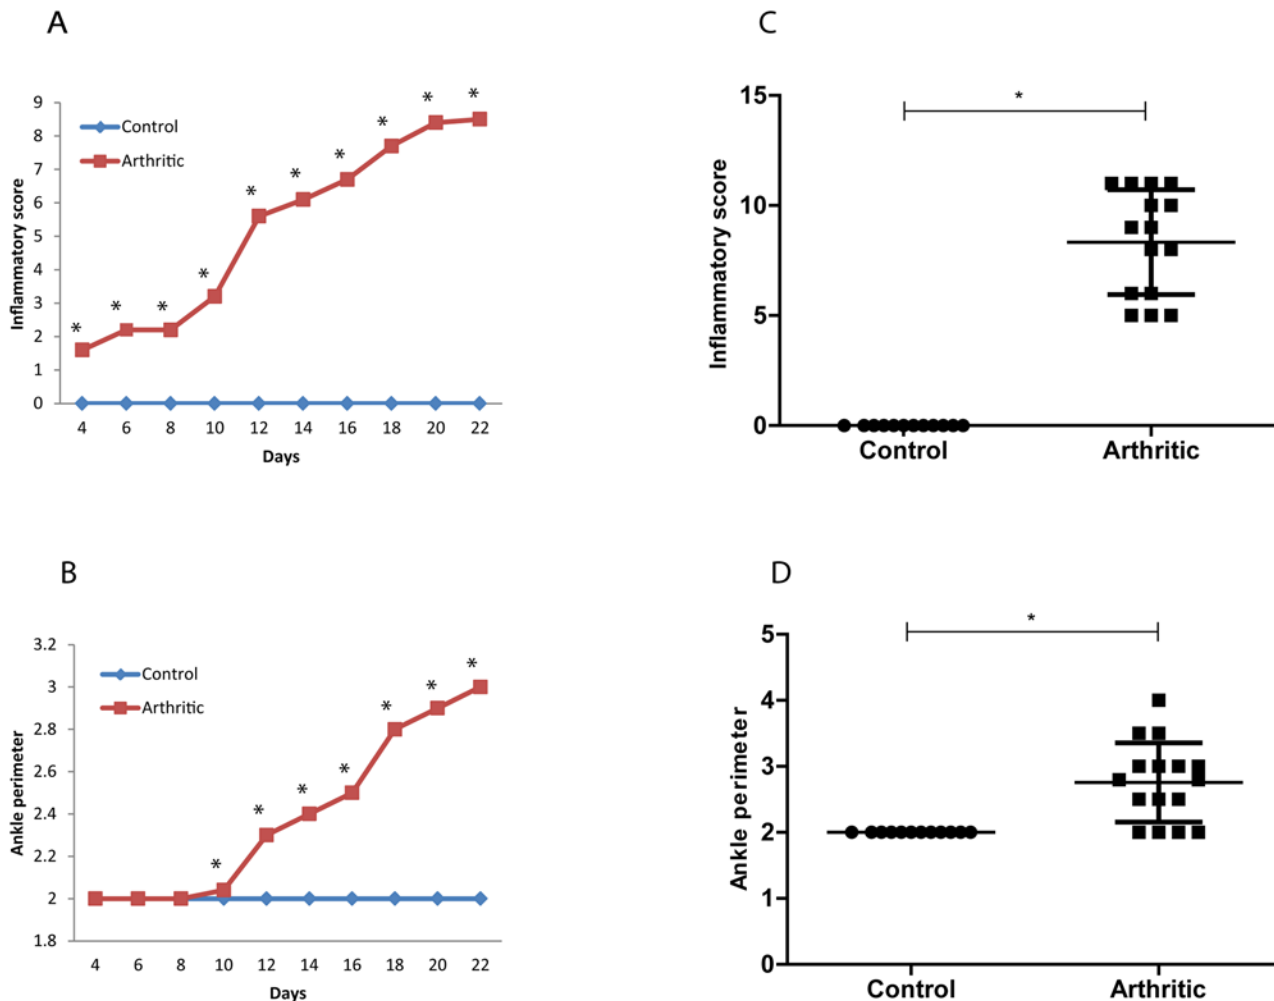 A
9
8
7
6
5
4
3
2
1
0
Inflammatory score
Control
Arthritic
* * * * * * * * * *
4 6 8 10 12 14 16 18 20 22
Days
C
15
10
5
0
Inflammatory score
*
Control Arthritic
B
3.2
3
2.8
2.6
2.4
2.2
2
1.8
Ankle perimeter
Control
Arthritic
* * * * * * *
4 6 8 10 12 14 16 18 20 22
Days
D
5
4
3
2
1
0
Ankle perimeter
*
Control Arthritic